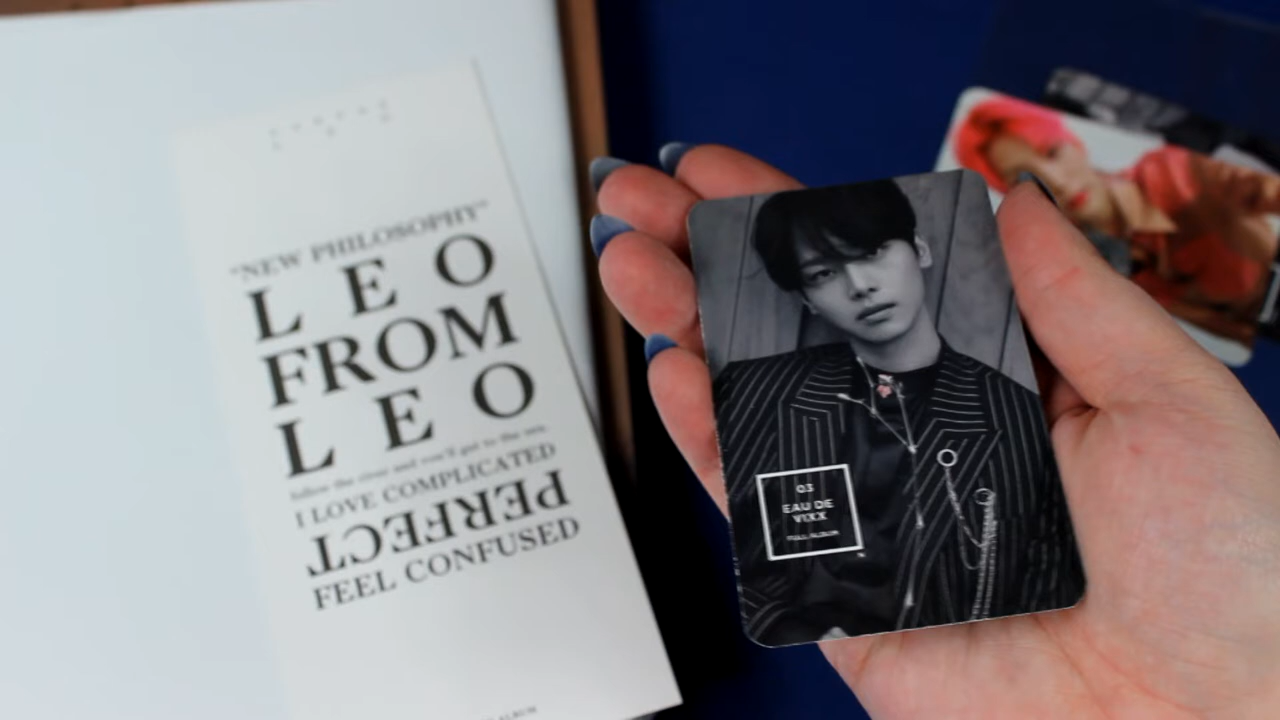 "NEW PHILOSOPHY"
LEO
FROM
LEO
follow the river and you'll get to the sea.
I LOVE COMPLICATED
PERFECT
FEEL CONFUSED
ALBUM
03
EAU DE
VIXX
FULL ALBUM